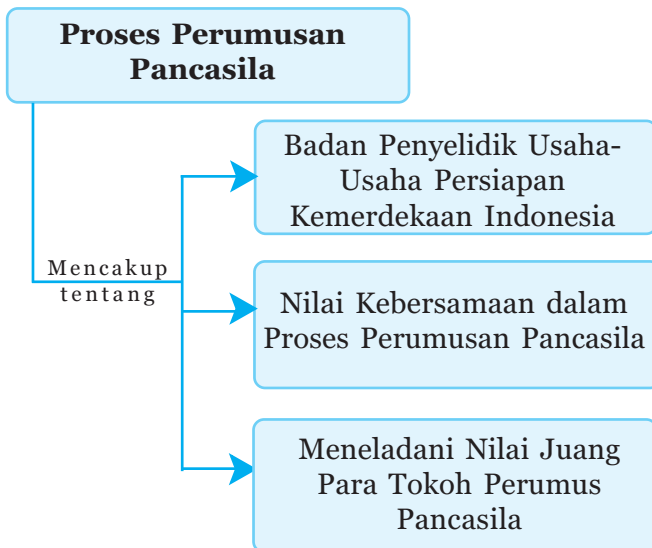 Proses Perumusan
Pancasila
Badan Penyelidik Usaha-
Usaha Persiapan
Kemerdekaan Indonesia
Mencakup
tentang
Nilai Kebersamaan dalam
Proses Perumusan Pancasila
Meneladani Nilai Juang
Para Tokoh Perumus
Pancasila